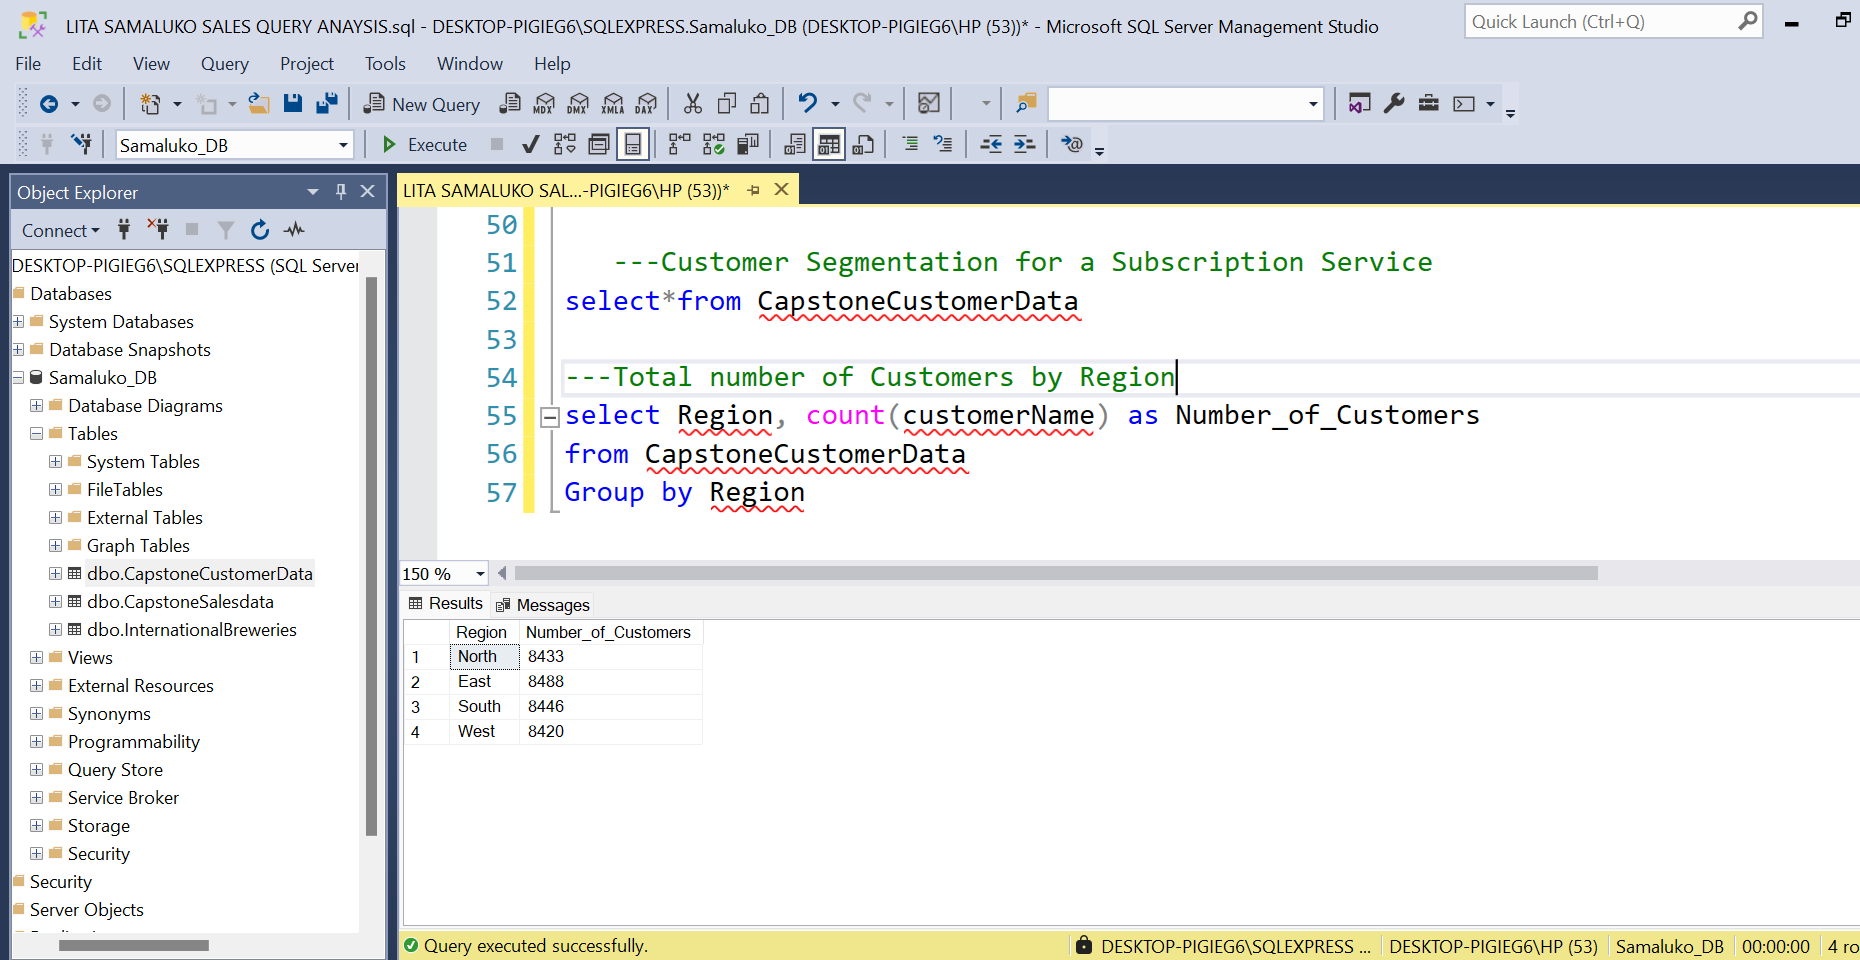 LITA SAMALUKO SALES QUERY ANAYSIS.sql - DESKTOP-PIGIEG6\SQLEXPRESS.Samaluko_DB (DESKTOP-PIGIEG6\HP (53))* - Microsoft SQL Server Management Studio
Quick Launch (Ctrl+Q)
File Edit View Query Project Tools Window Help
New Query MDX DMX XMLA DAX
Samaluko_DB Execute
Object Explorer
Connect
DESKTOP-PIGIEG6\SQLEXPRESS (SQL Server
Databases
System Databases
Database Snapshots
Samaluko_DB
Database Diagrams
Tables
System Tables
FileTables
External Tables
Graph Tables
dbo.CapstoneCustomerData
dbo.CapstoneSalesdata
dbo.InternationalBreweries
Views
External Resources
Synonyms
Programmability
Query Store
Service Broker
Storage
Security
Security
Server Objects
LITA SAMALUKO SAL...-PIGIEG6\HP (53))*
50
51 ---Customer Segmentation for a Subscription Service
52 select*from CapstoneCustomerData
53
54 ---Total number of Customers by Region
55 select Region, count(customerName) as Number_of_Customers
56 from CapstoneCustomerData
57 Group by Region
150 %
Results Messages
Region Number_of_Customers
1 North 8433
2 East 8488
3 South 8446
4 West 8420
Query executed successfully. DESKTOP-PIGIEG6\SQLEXPRESS ... DESKTOP-PIGIEG6\HP (53) Samaluko_DB 00:00:00 4 ro